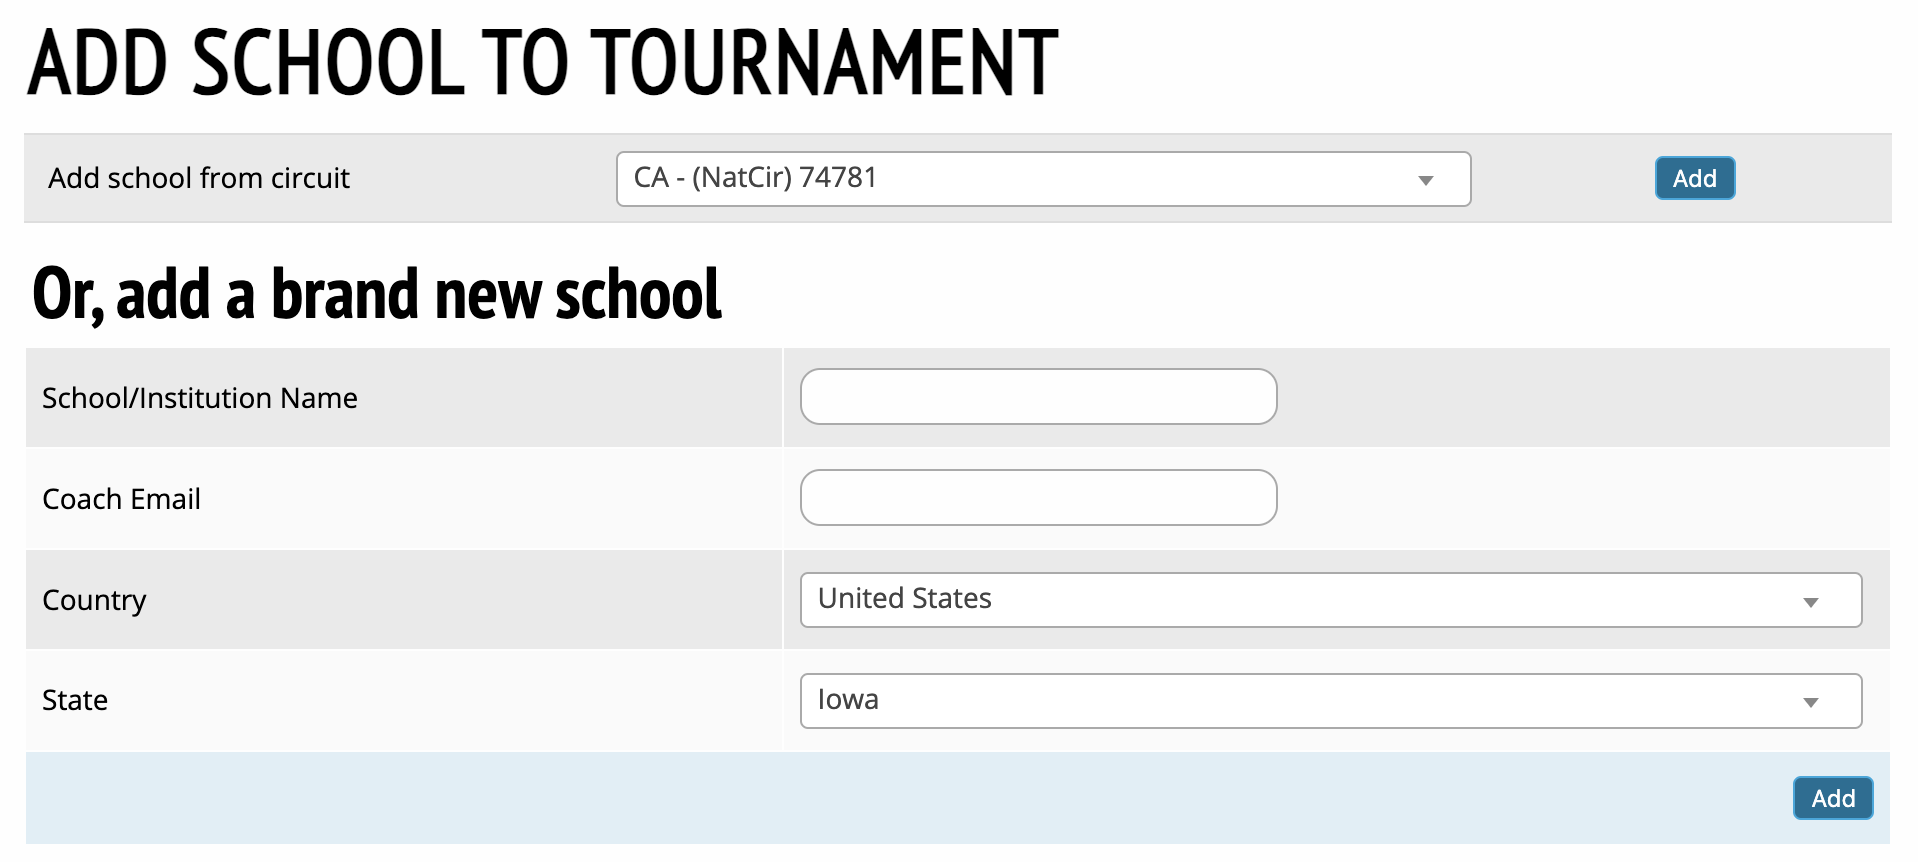 ADD SCHOOL TO TOURNAMENT
Add school from circuit
CA - (NatCir) 74781
Add
Or, add a brand new school
School/Institution Name
Coach Email
Country
United States
State
Iowa
Add